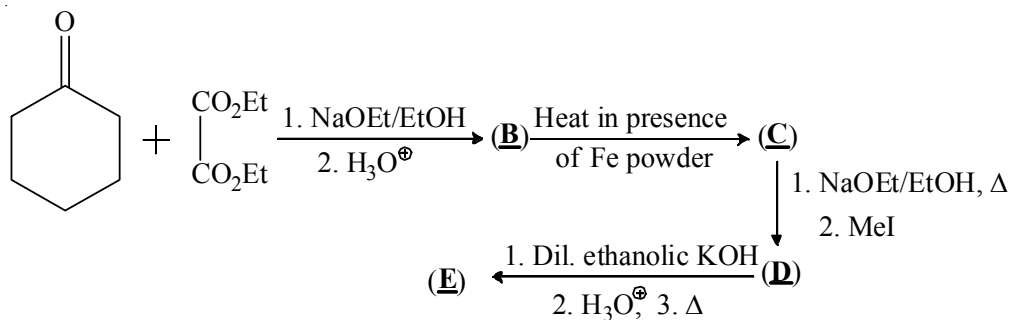 O
CO₂Et
CO₂Et
+
1. NaOEt/EtOH
2. H₃O⊕
(B)
Heat in presence
of Fe powder
(C)
1. NaOEt/EtOH, Δ
2. MeI
(D)
1. Dil. ethanolic KOH
2. H₃O⊕, 3. Δ
(E)